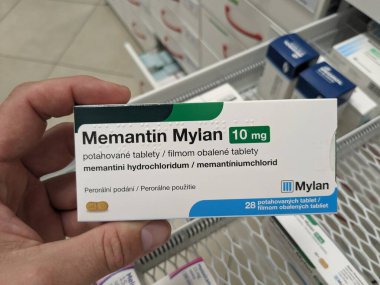 Memantin Mylan 10 mg
potahované tablety / filmom obalené tablety
memantini hydrochloridum / memantíniumchlorid
Perorální podání / Perorálne použitie
Mylan
28 potahovaných tablet /
filmom obalených tabliet
Mylan